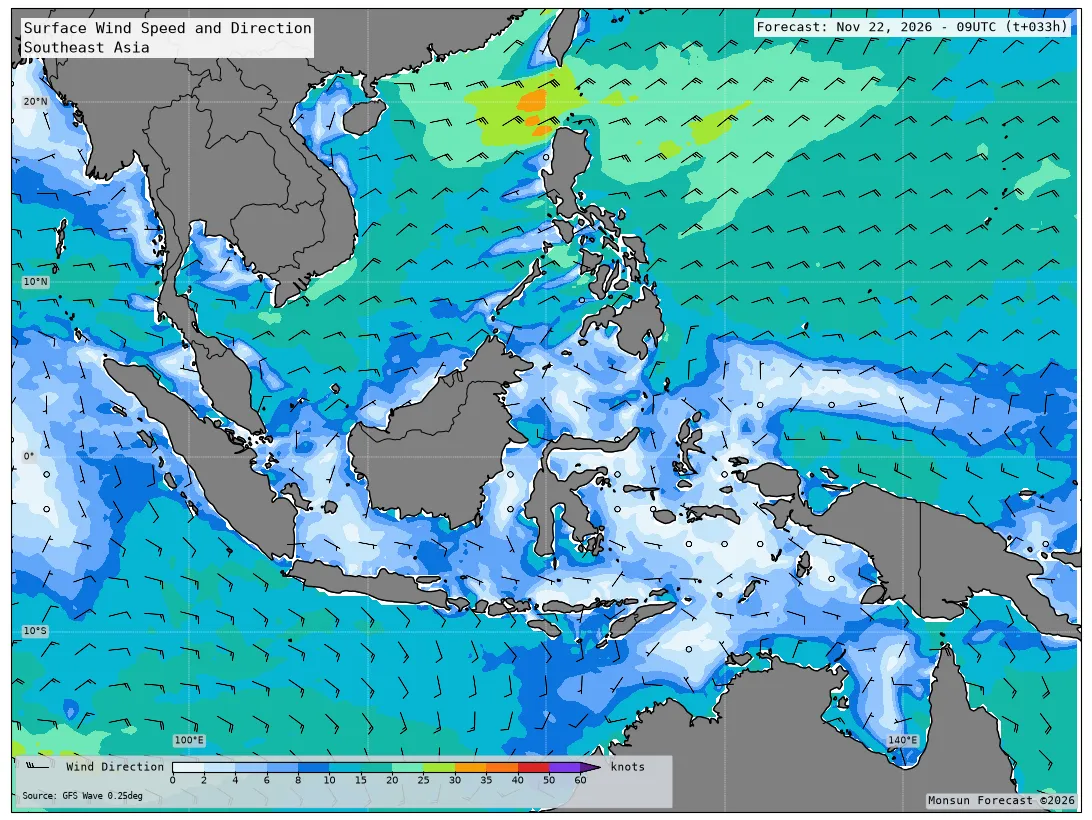 Surface Wind Speed and Direction
Southeast Asia
Forecast: Nov 22, 2026 - 09UTC (t+033h)
20°N
10°N
0°
10°S
100°E
140°E
Wind Direction
0 2 4 6 8 10 15 20 25 30 35 40 50 60
knots
Source: GFS Wave 0.25deg
Monsun Forecast ©2026